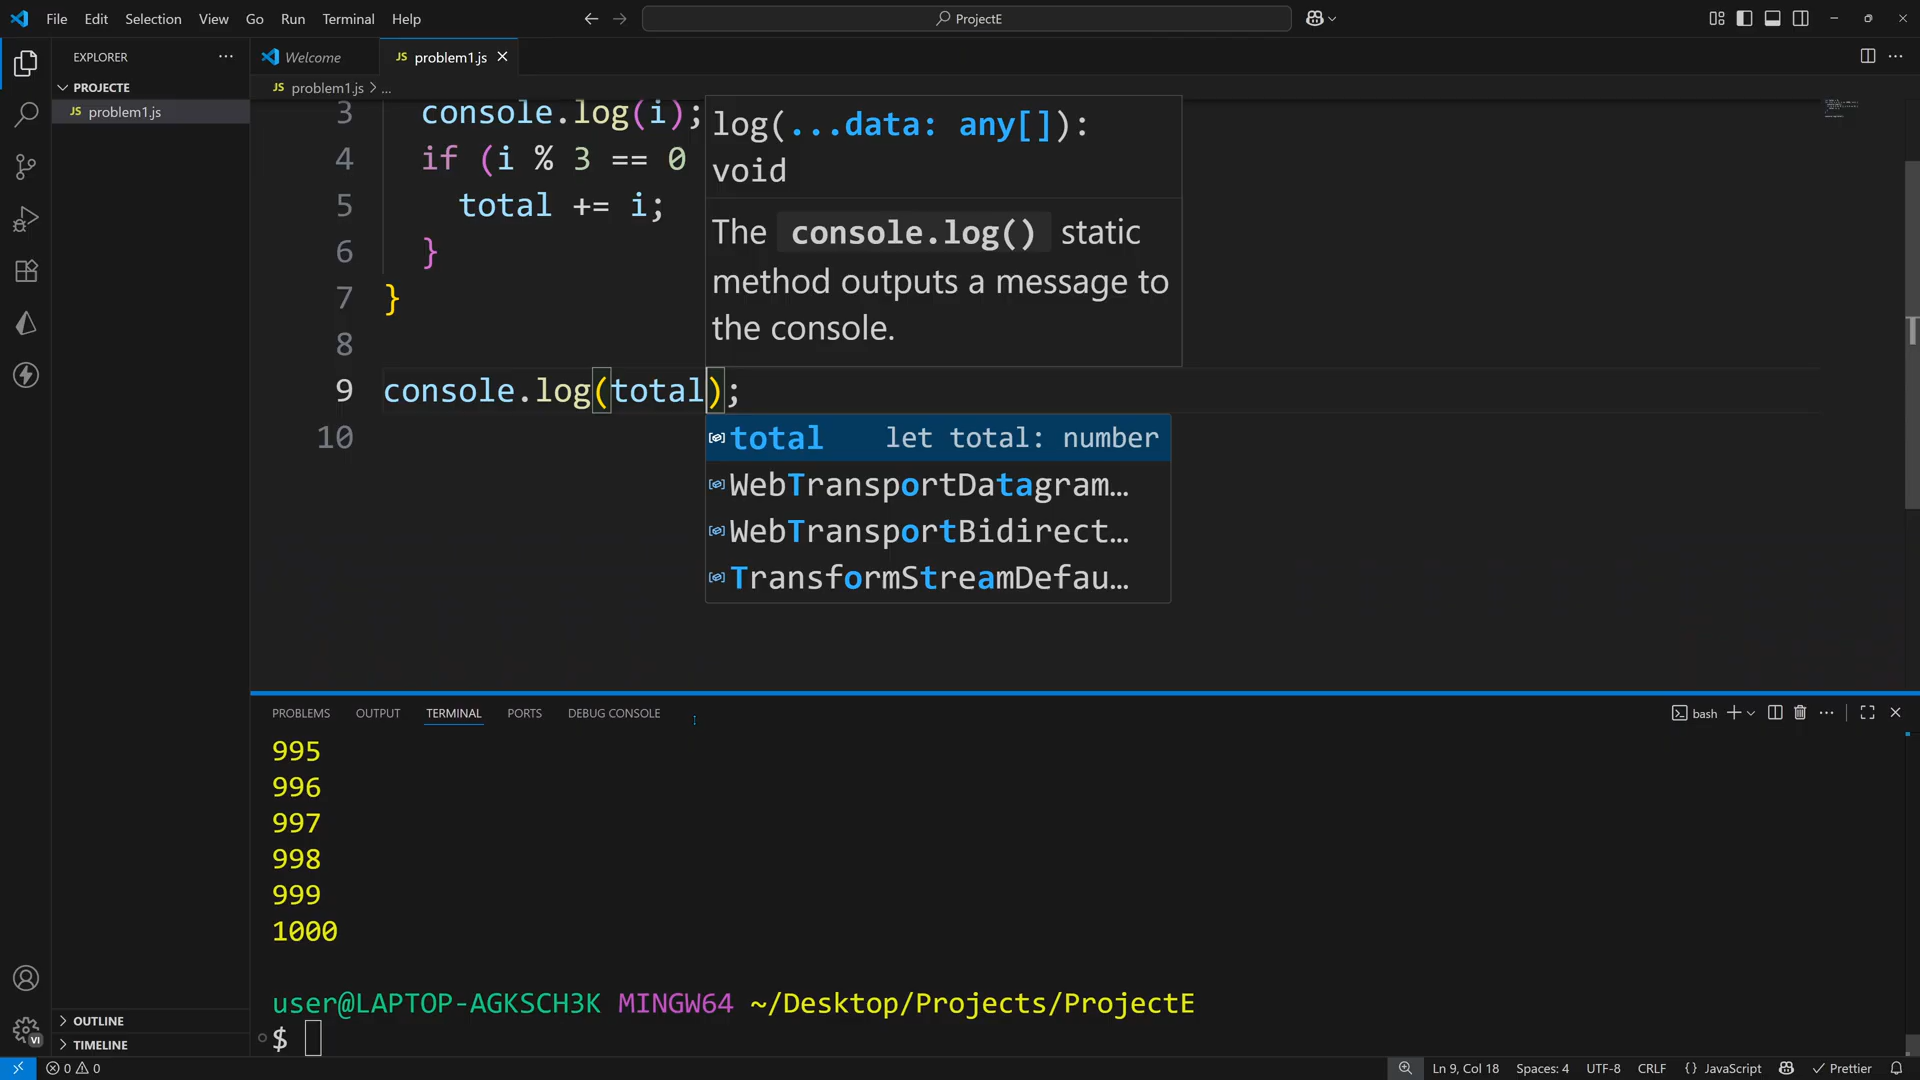 File Edit Selection View Go Run Terminal Help
ProjectE
EXPLORER
PROJECTE
JS problem1.js
OUTLINE
TIMELINE
Welcome
JS problem1.js
JS problem1.js > ...
3 console.log(i);
4 if (i % 3 == 0
5 total += i;
6 }
7 }
8
9 console.log(total);
10
log(...data: any[]):
void
The console.log() static
method outputs a message to
the console.
total let total: number
WebTransportDatagram…
WebTransportBidirect…
TransformStreamDefau…
PROBLEMS OUTPUT TERMINAL PORTS DEBUG CONSOLE
bash
995
996
997
998
999
1000
user@LAPTOP-AGKSCH3K MINGW64 ~/Desktop/Projects/ProjectE
$
VI
0 0 Ln 9, Col 18 Spaces: 4 UTF-8 CRLF {} JavaScript Prettier